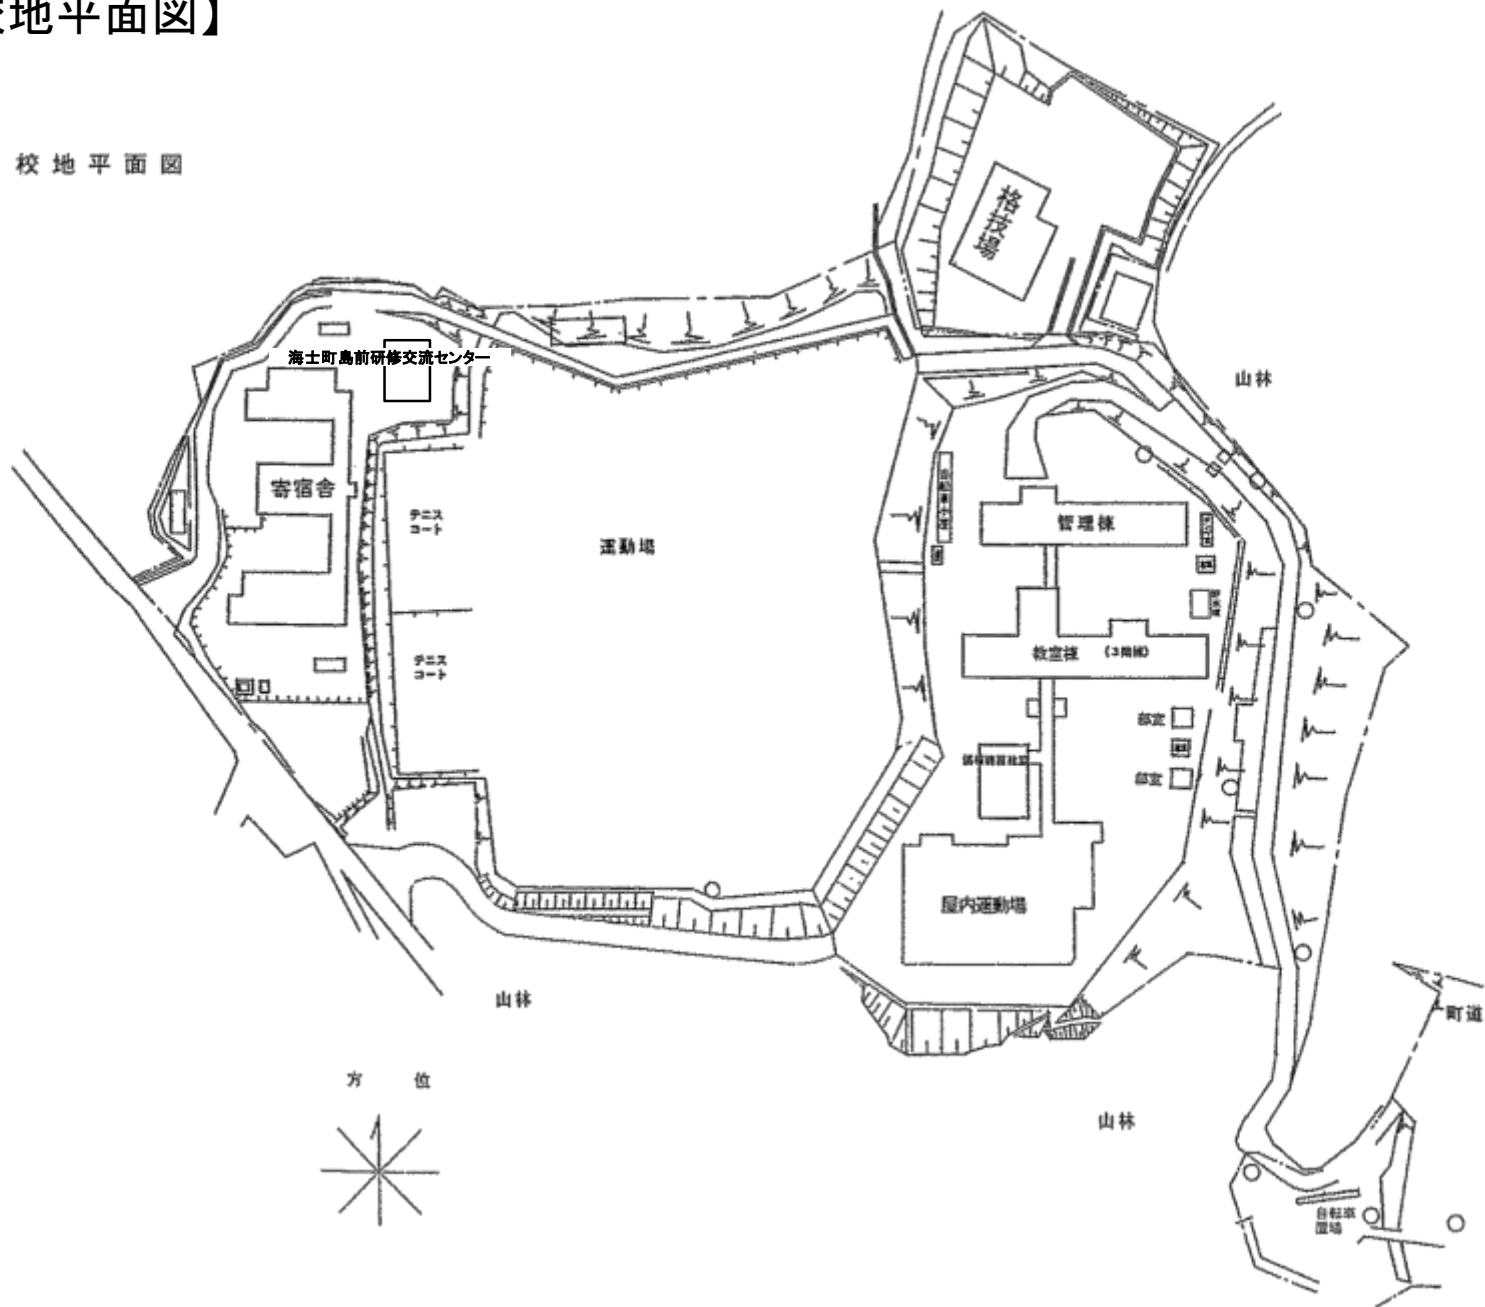 地平面図】
校地平面図
格技場
海士町島前研修交流センター
山林
寄宿舎
テニス
コート
運動場
管理棟
テニス
コート
教室棟 (3階建)
部室
部室
屋内運動場
山林
町道
方位
山林
自転車
置場